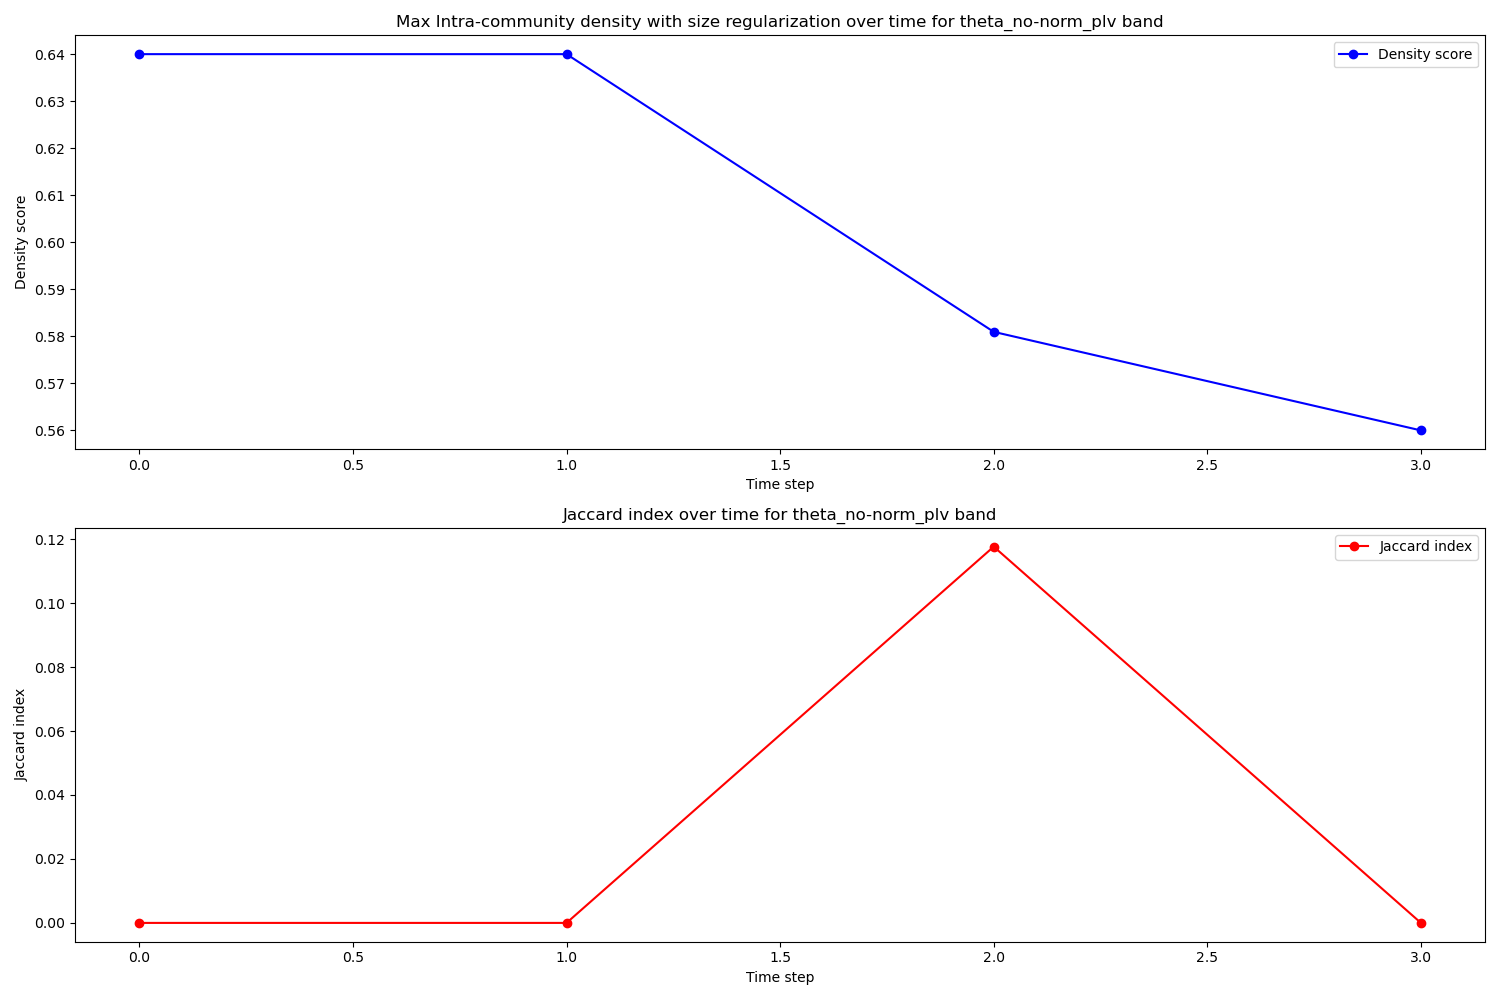 Max Intra-community density with size regularization over time for theta_no-norm_plv band
Density score
0.64
0.63
0.62
0.61
0.60
0.59
0.58
0.57
0.56
Density score
0.0 0.5 1.0 1.5 2.0 2.5 3.0
Time step
Jaccard index over time for theta_no-norm_plv band
Jaccard index
0.12
0.10
0.08
0.06
0.04
0.02
0.00
Jaccard index
0.0 0.5 1.0 1.5 2.0 2.5 3.0
Time step